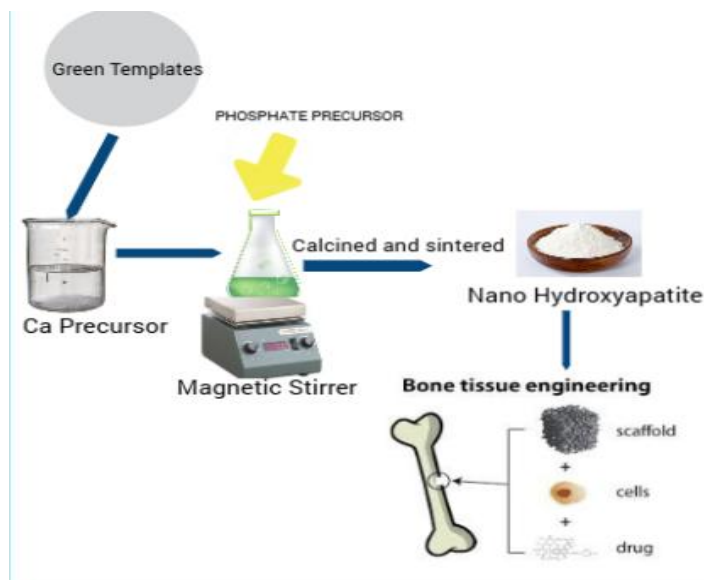 Green Templates
PHOSPHATE PRECURSOR
Ca Precursor
Magnetic Stirrer
Calcined and sintered
Nano Hydroxyapatite
Bone tissue engineering
scaffold
+
cells
+
drug